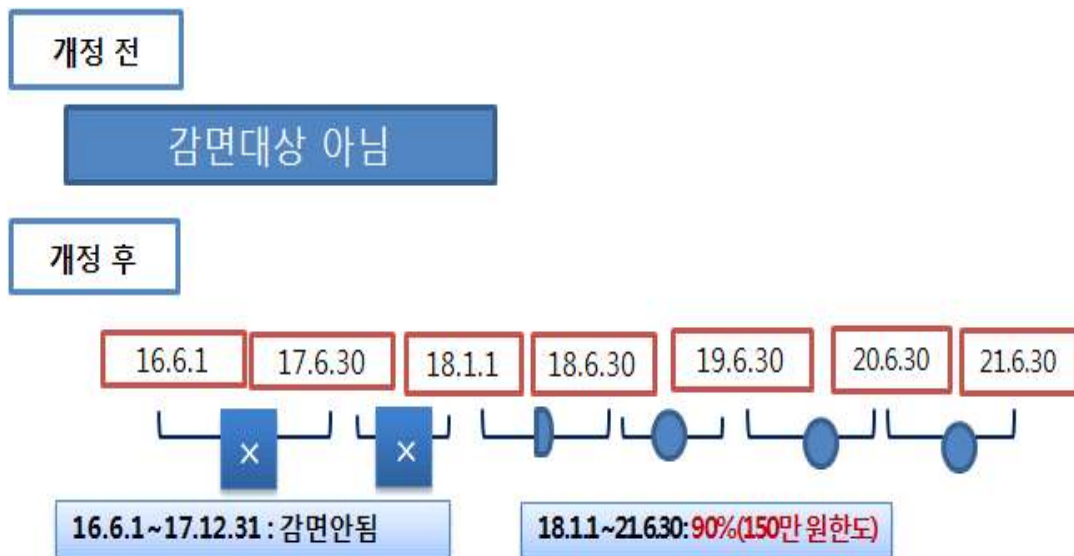 개정 전
감면대상 아님
개정 후
16.6.1 17.6.30 18.1.1 18.6.30 19.6.30 20.6.30 21.6.30
× ×
16.6.1~17.12.31 : 감면안됨 18.1.1~21.6.30: 90%(150만 원한도)